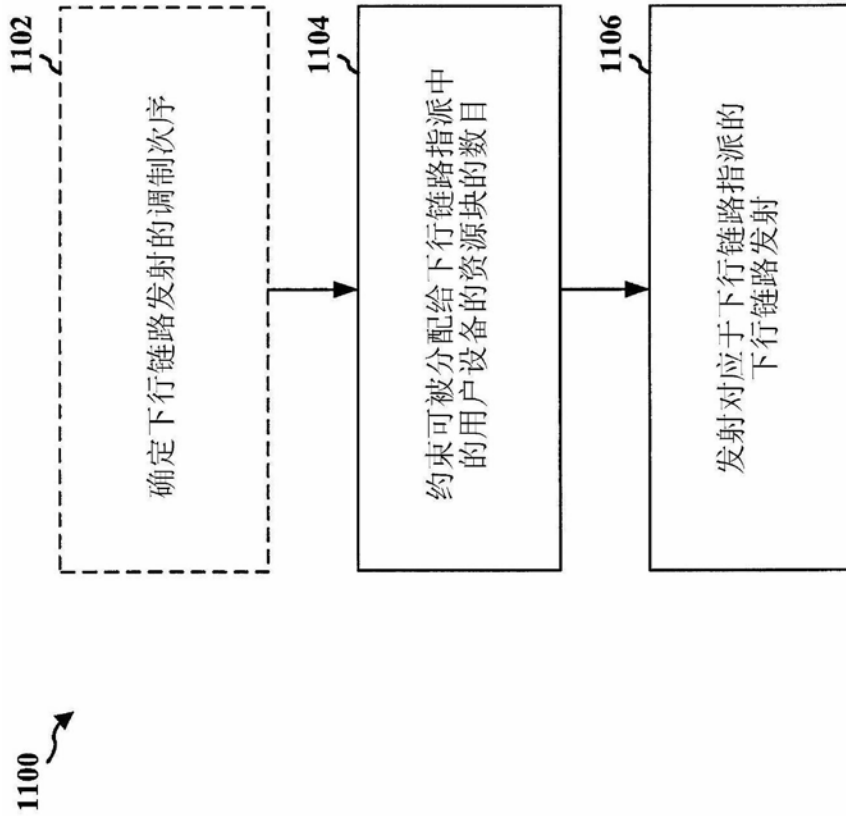 1100
1102
确定下行链路发射的调制次序
1104
约束可被分配给下行链路指派中
的用户设备的资源块的数目
1106
发射对应于下行链路指派的
下行链路发射